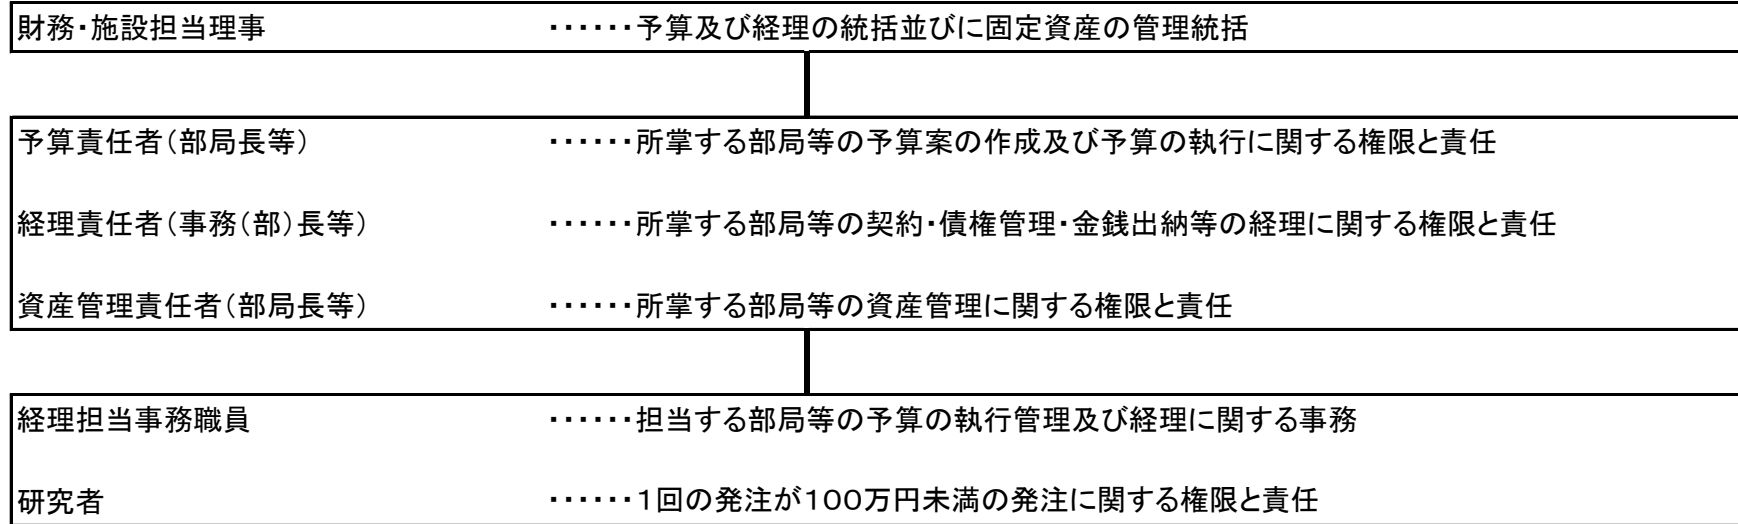 財務・施設担当理事 ・・・・・・予算及び経理の統括並びに固定資産の管理統括
予算責任者（部局長等） ・・・・・・所掌する部局等の予算案の作成及び予算の執行に関する権限と責任
経理責任者（事務（部）長等） ・・・・・・所掌する部局等の契約・債権管理・金銭出納等の経理に関する権限と責任
資産管理責任者（部局長等） ・・・・・・所掌する部局等の資産管理に関する権限と責任
経理担当事務職員 ・・・・・・担当する部局等の予算の執行管理及び経理に関する事務
研究者 ・・・・・・１回の発注が１００万円未満の発注に関する権限と責任